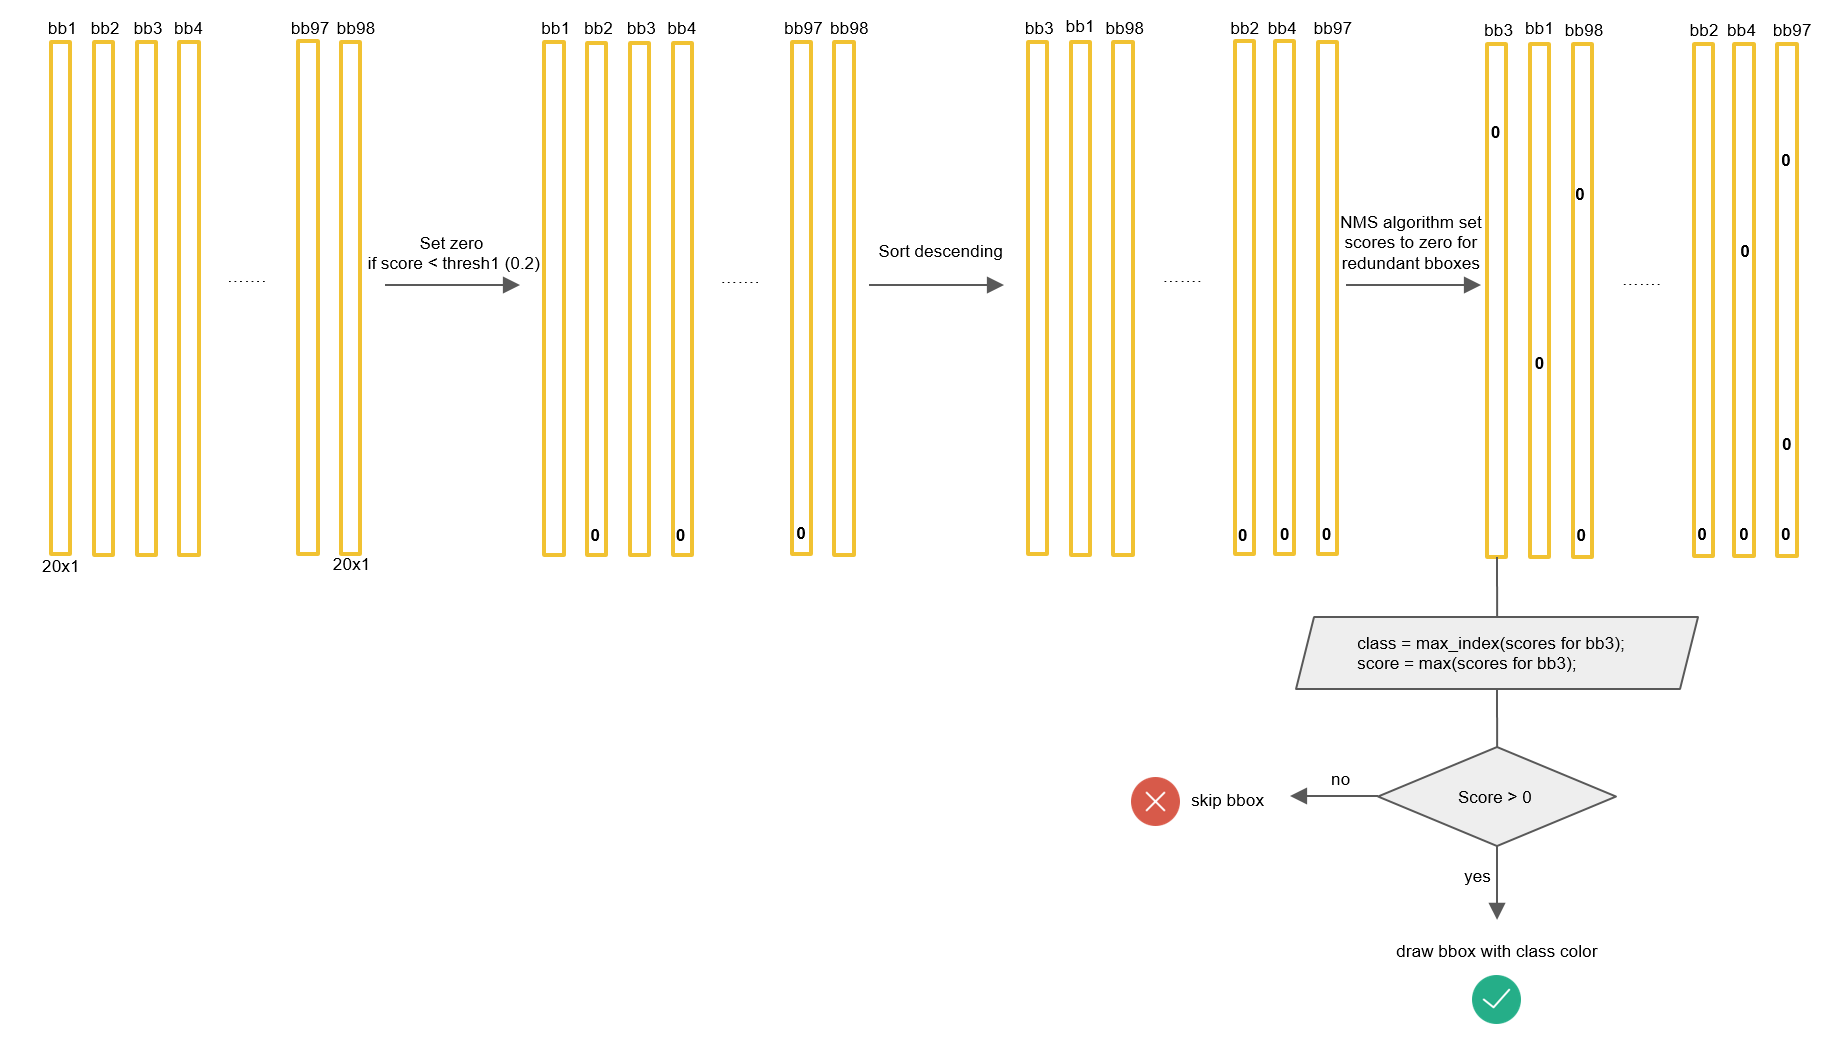 bb1 bb2 bb3 bb4 bb97 bb98
.......
20x1 20x1
Set zero
if score < thresh1 (0.2)
bb1 bb2 bb3 bb4 bb97 bb98
.......
0 0 0
Sort descending
bb3 bb1 bb98 bb2 bb4 bb97
.......
0 0 0
NMS algorithm set
scores to zero for
redundant bboxes
bb3 bb1 bb98 bb2 bb4 bb97
0
0
0
0
.......
0
0
0 0 0 0
class = max_index(scores for bb3);
score = max(scores for bb3);
Score > 0
no
skip bbox
yes
draw bbox with class color